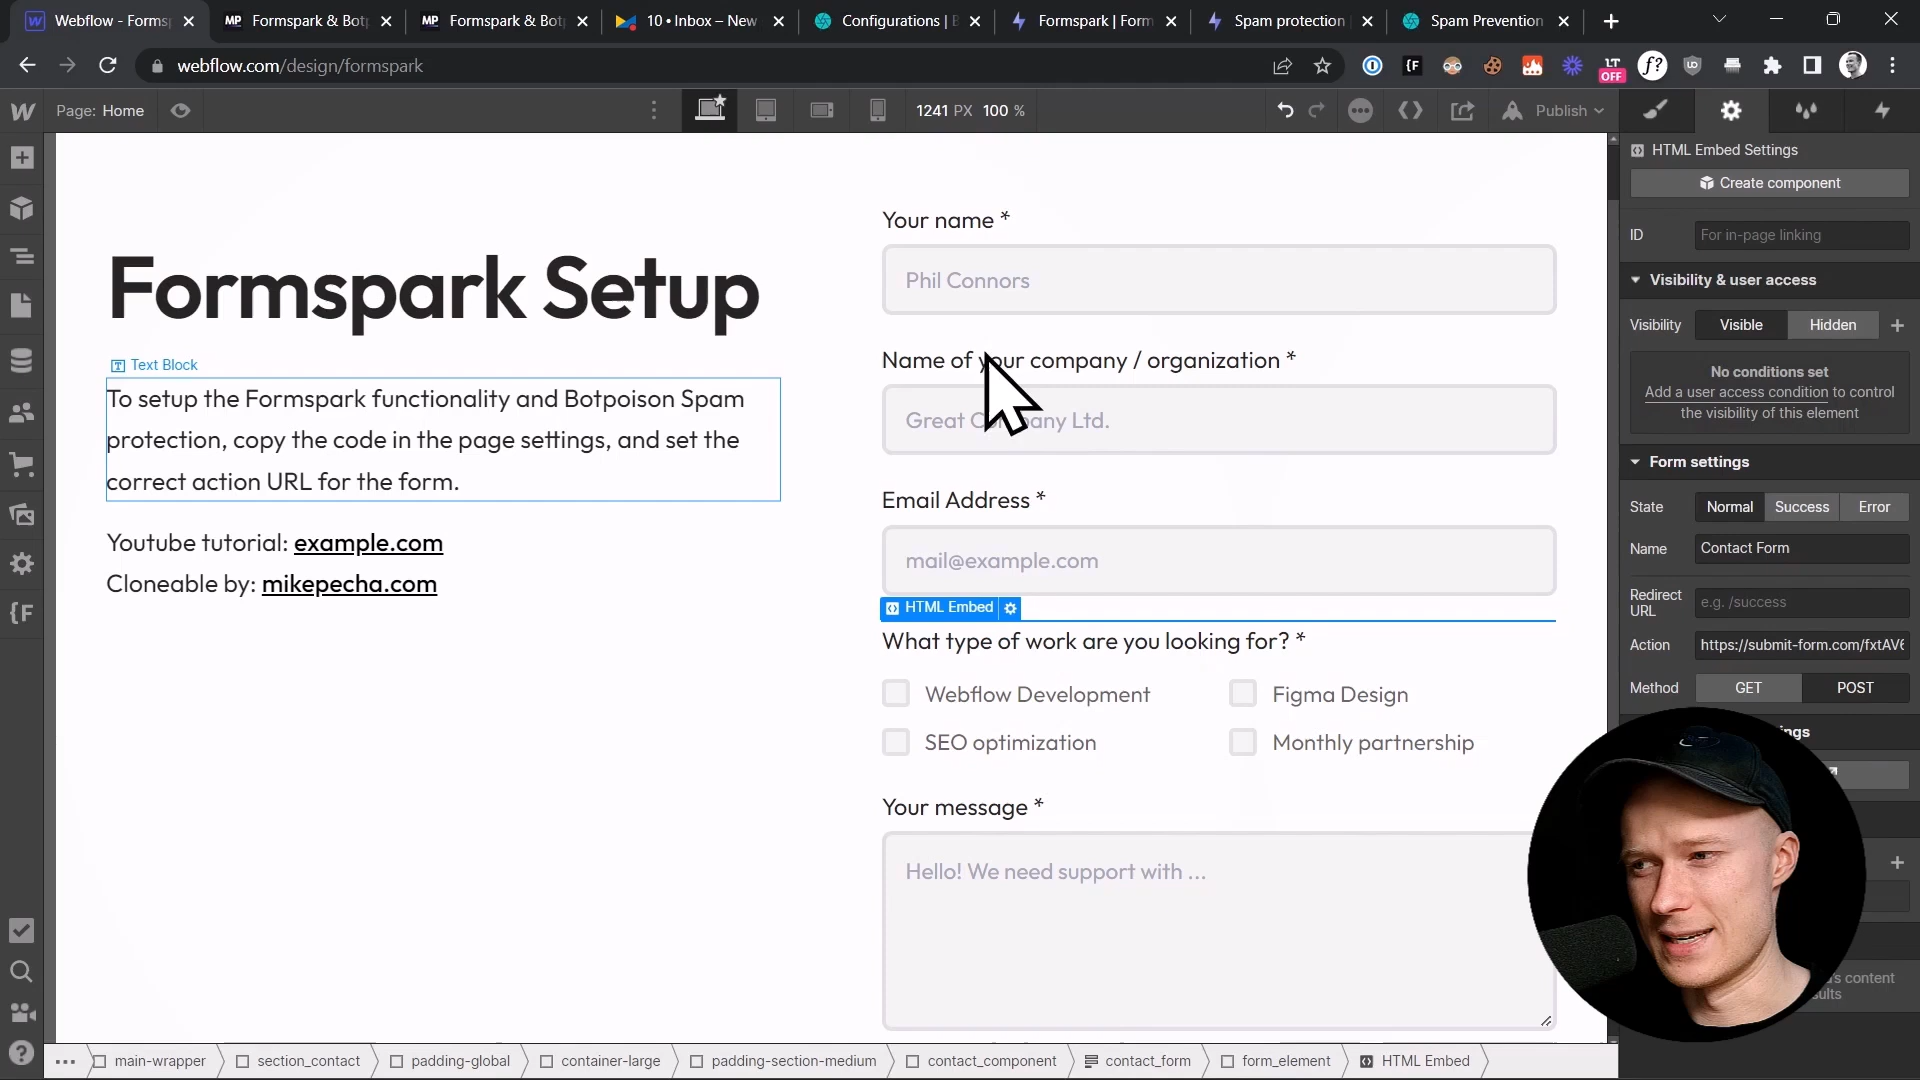 Webflow - Forms
Formspark & Bot
Formspark & Bot
10 • Inbox – New
Configurations |
Formspark | Form
Spam protection
Spam Prevention
webflow.com/design/formspark
OFF
Page: Home
1241 PX 100 %
Publish
HTML Embed Settings
Create component
ID
For in-page linking
Visibility & user access
Visibility
Visible
Hidden
No conditions set
Add a user access condition to control
the visibility of this element
Form settings
State
Normal
Success
Error
Name
Contact Form
Redirect
URL
e.g. /success
Action
https://submit-form.com/fxtAV6
Method
GET
POST
Formspark Setup
Text Block
To setup the Formspark functionality and Botpoison Spam
protection, copy the code in the page settings, and set the
correct action URL for the form.
Youtube tutorial: example.com
Cloneable by: mikepecha.com
Your name *
Phil Connors
Name of your company / organization *
Great Company Ltd.
Email Address *
mail@example.com
HTML Embed
What type of work are you looking for? *
Webflow Development
Figma Design
SEO optimization
Monthly partnership
Your message *
Hello! We need support with ...
main-wrapper
section_contact
padding-global
container-large
padding-section-medium
contact_component
contact_form
form_element
HTML Embed